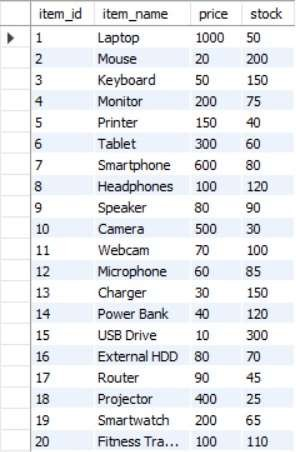 item_id item_name price stock
1 Laptop 1000 50
2 Mouse 20 200
3 Keyboard 50 150
4 Monitor 200 75
5 Printer 150 40
6 Tablet 300 60
7 Smartphone 600 80
8 Headphones 100 120
9 Speaker 80 90
10 Camera 500 30
11 Webcam 70 100
12 Microphone 60 85
13 Charger 30 150
14 Power Bank 40 120
15 USB Drive 10 300
16 External HDD 80 70
17 Router 90 45
18 Projector 400 25
19 Smartwatch 200 65
20 Fitness Tra... 100 110